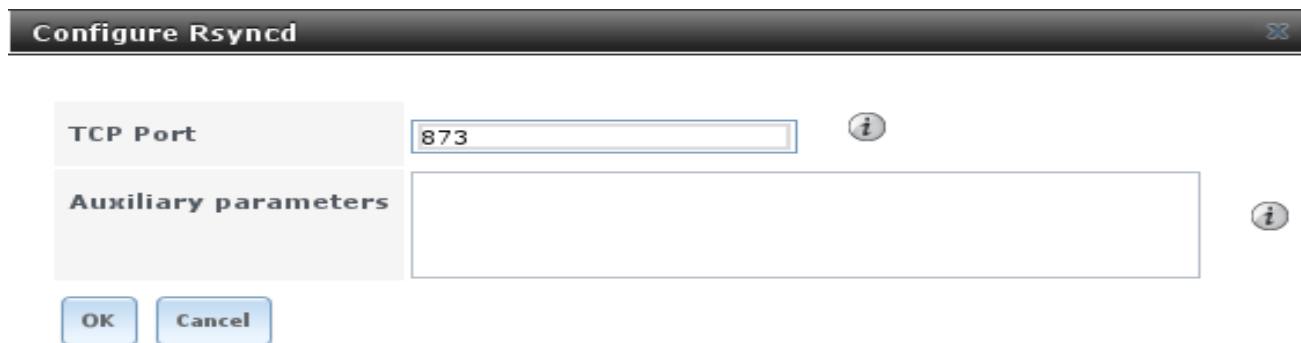 Configure Rsyncd
TCP Port
873
Auxiliary parameters
OK
Cancel